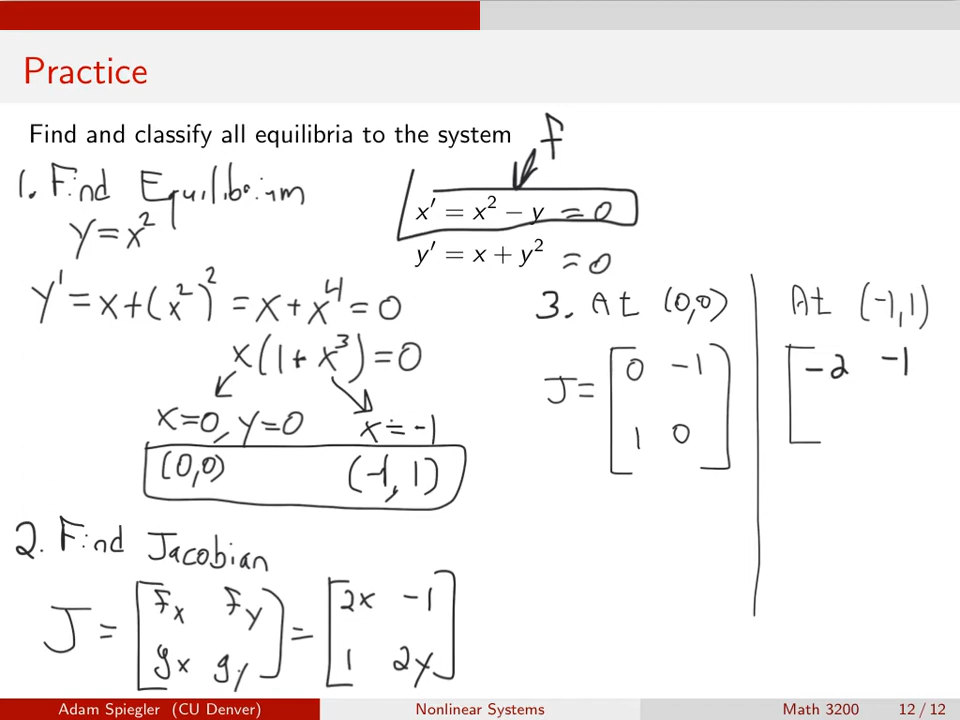 Practice
Find and classify all equilibria to the system
f
x′ = x² − y = 0
y′ = x + y² = 0
1. Find Equilibrium
y = x²
y' = x + (x²)² = x + x⁴ = 0
x(1 + x³) = 0
x=0, y=0 x = -1
(0,0) (-1, 1)
2. Find Jacobian
J = [ fx fy
gx gy ] = [ 2x -1
1 2y ]
3. At (0,0)
J = [ 0 -1
1 0 ]
At (-1, 1)
[ -2 -1
Adam Spiegler (CU Denver) Nonlinear Systems Math 3200 12 / 12